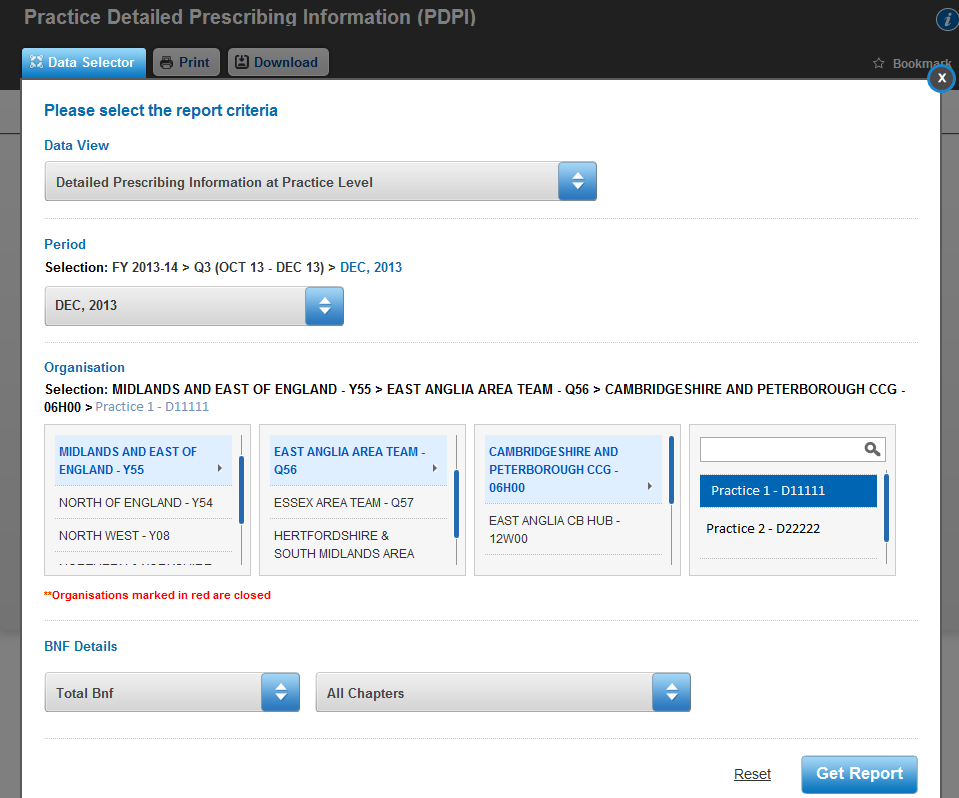 Practice Detailed Prescribing Information (PDPI)
Data Selector
Print
Download
Bookmark
x
Please select the report criteria
Data View
Detailed Prescribing Information at Practice Level
Period
Selection: FY 2013-14 > Q3 (OCT 13 - DEC 13) > DEC, 2013
DEC, 2013
Organisation
Selection: MIDLANDS AND EAST OF ENGLAND - Y55 > EAST ANGLIA AREA TEAM - Q56 > CAMBRIDGESHIRE AND PETERBOROUGH CCG -
06H00 > Practice 1 - D11111
MIDLANDS AND EAST OF
ENGLAND - Y55
NORTH OF ENGLAND - Y54
NORTH WEST - Y08
EAST ANGLIA AREA TEAM -
Q56
ESSEX AREA TEAM - Q57
HERTFORDSHIRE &
SOUTH MIDLANDS AREA
CAMBRIDGESHIRE AND
PETERBOROUGH CCG -
06H00
EAST ANGLIA CB HUB -
12W00
Practice 1 - D11111
Practice 2 - D22222
**Organisations marked in red are closed
BNF Details
Total Bnf
All Chapters
Reset
Get Report